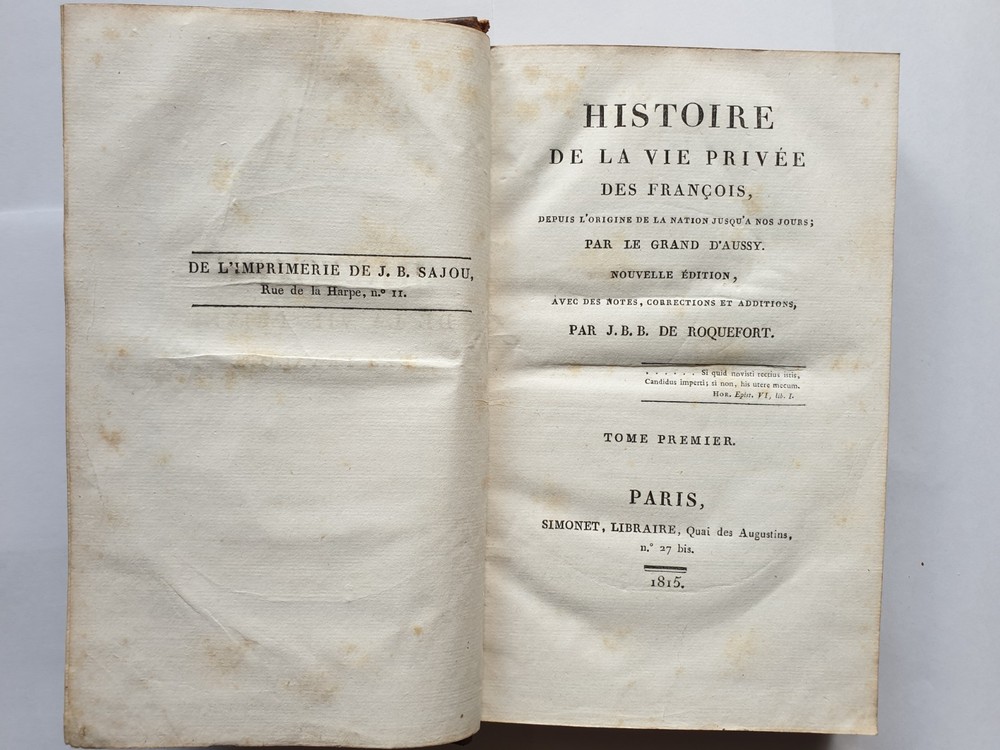 DE L'IMPRIMERIE DE J. B. SAJOU,
Rue de la Harpe, n.º 11.
HISTOIRE
DE LA VIE PRIVÉE
DES FRANÇOIS,
DEPUIS L'ORIGINE DE LA NATION JUSQU'A NOS JOURS;
PAR LE GRAND D'AUSSY.
NOUVELLE ÉDITION,
AVEC DES NOTES, CORRECTIONS ET ADDITIONS,
PAR J. B. B. DE ROQUEFORT.
. . . . . . Si quid novisti rectius istis,
Candidus imperti; si non, his utere mecum.
HOR. Epist. VI, lib. I.
TOME PREMIER.
PARIS,
SIMONET, LIBRAIRE, Quai des Augustins,
n.º 27 bis.
1815.